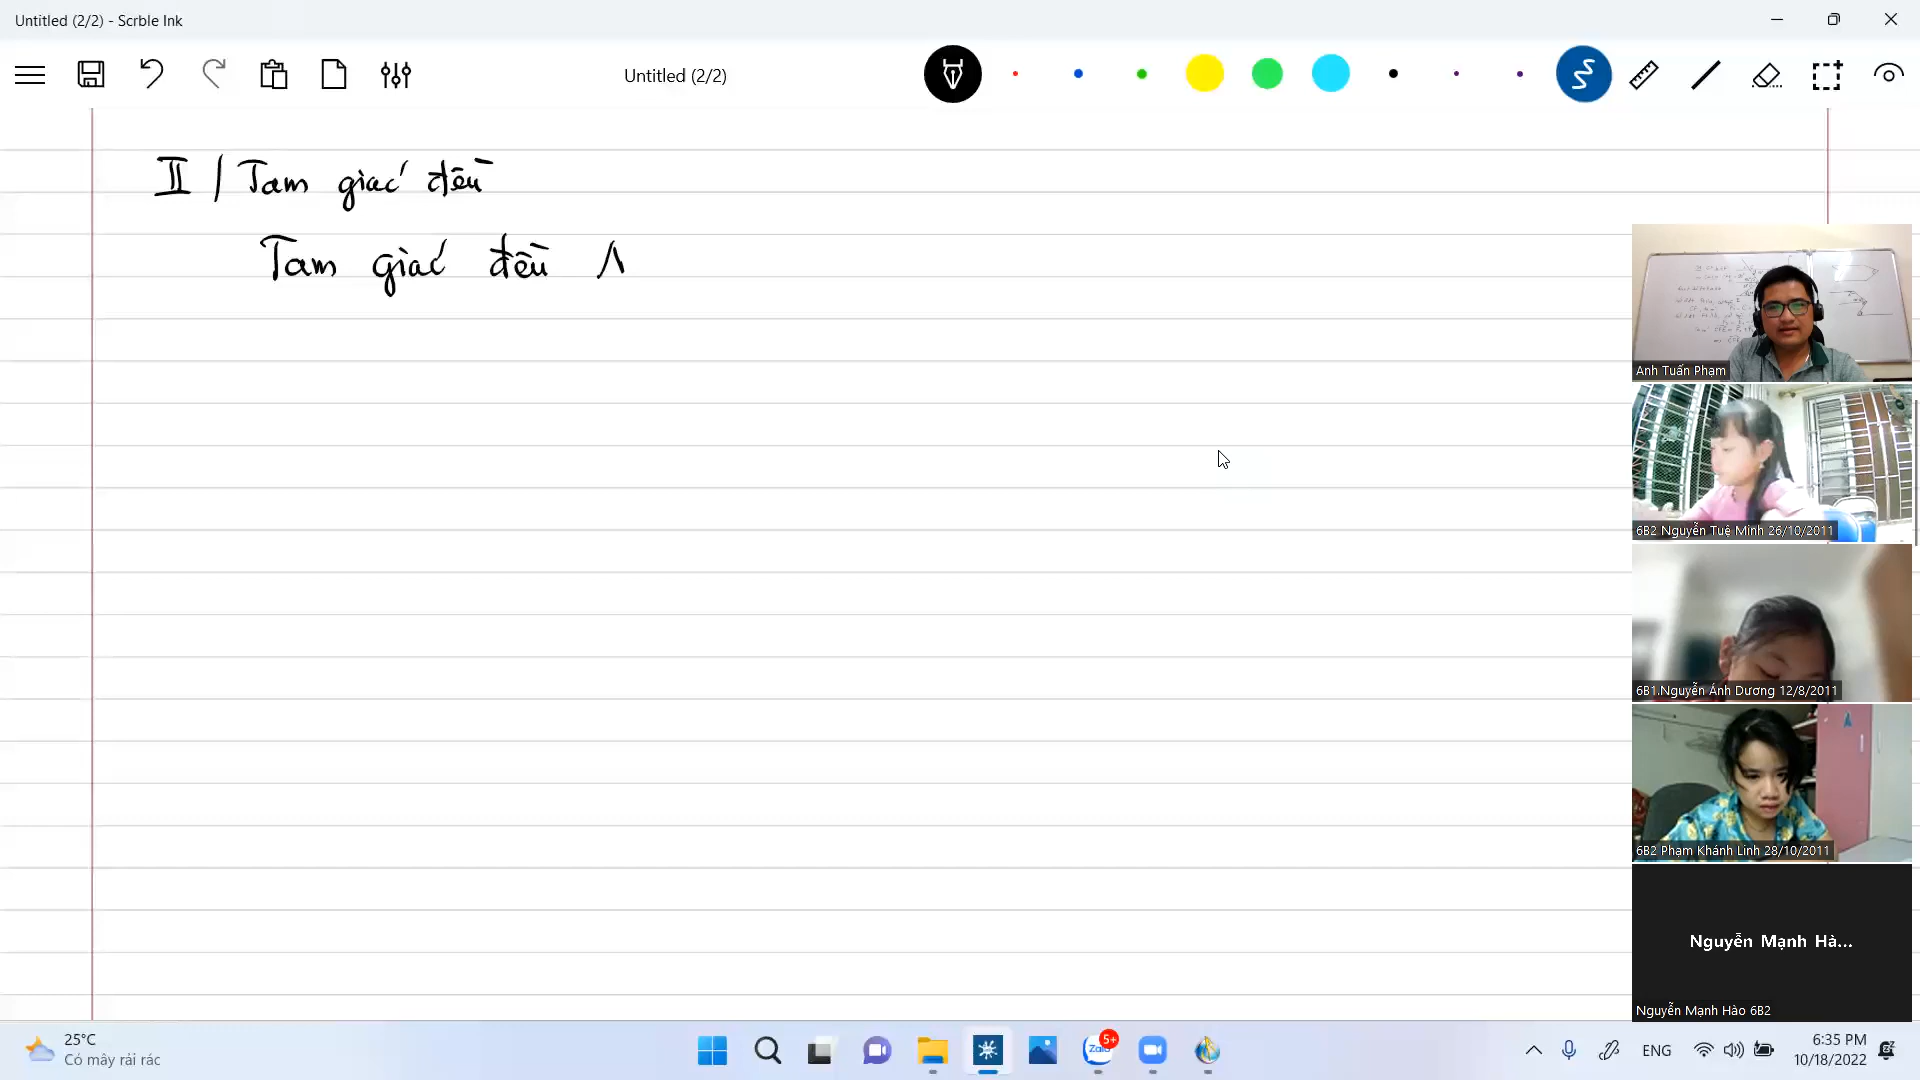 Untitled (2/2) - Scrble Ink
Untitled (2/2)
II / Tam giác đều
Tam giác đều
Anh Tuấn Phạm
6B2 Nguyễn Tuệ Minh 26/10/2011
6B1.Nguyễn Ánh Dương 12/8/2011
6B2 Phạm Khánh Linh 28/10/2011
Nguyễn Mạnh Hà...
Nguyễn Mạnh Hào 6B2
25°C
Có mây rải rác
Zalo
5+
ENG
6:35 PM
10/18/2022